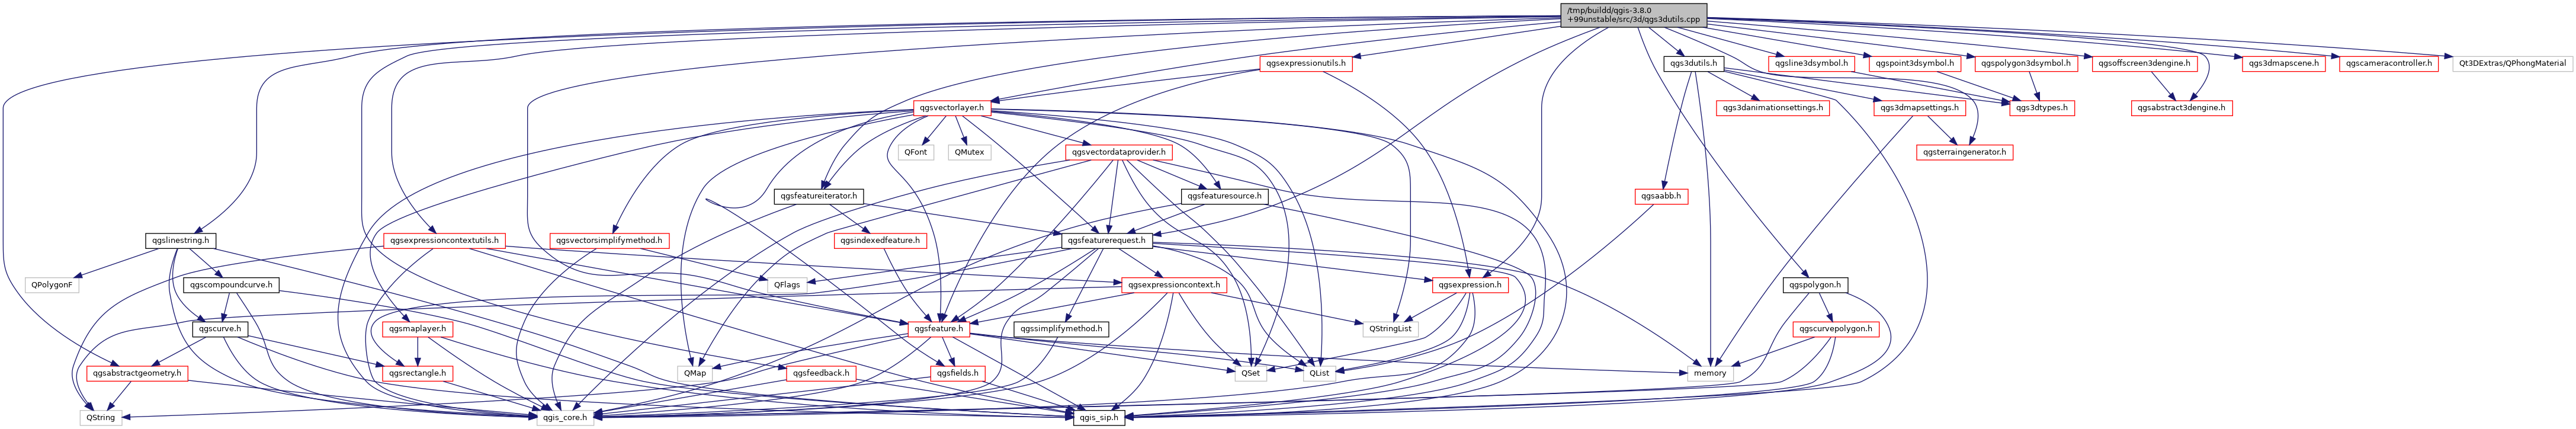 /tmp/buildd/qgis-3.8.0
+99unstable/src/3d/qgs3dutils.cpp
qgsexpressionutils.h
qgs3dutils.h
qgsline3dsymbol.h
qgspoint3dsymbol.h
qgspolygon3dsymbol.h
qgsoffscreen3dengine.h
qgs3dmapscene.h
qgscameracontroller.h
Qt3DExtras/QPhongMaterial
qgsvectorlayer.h
qgs3danimationsettings.h
qgs3dmapsettings.h
qgs3dtypes.h
qgsabstract3dengine.h
QFont
QMutex
qgsvectordataprovider.h
qgsterraingenerator.h
qgsfeatureiterator.h
qgsfeaturesource.h
qgsaabb.h
qgslinestring.h
qgsexpressioncontextutils.h
qgsvectorsimplifymethod.h
qgsindexedfeature.h
qgsfeaturerequest.h
QPolygonF
qgscompoundcurve.h
QFlags
qgsexpressioncontext.h
qgsexpression.h
qgspolygon.h
qgscurve.h
qgsmaplayer.h
qgsfeature.h
qgssimplifymethod.h
QStringList
qgscurvepolygon.h
qgsabstractgeometry.h
qgsrectangle.h
QMap
qgsfeedback.h
qgsfields.h
QSet
QList
memory
QString
qgis_core.h
qgis_sip.h